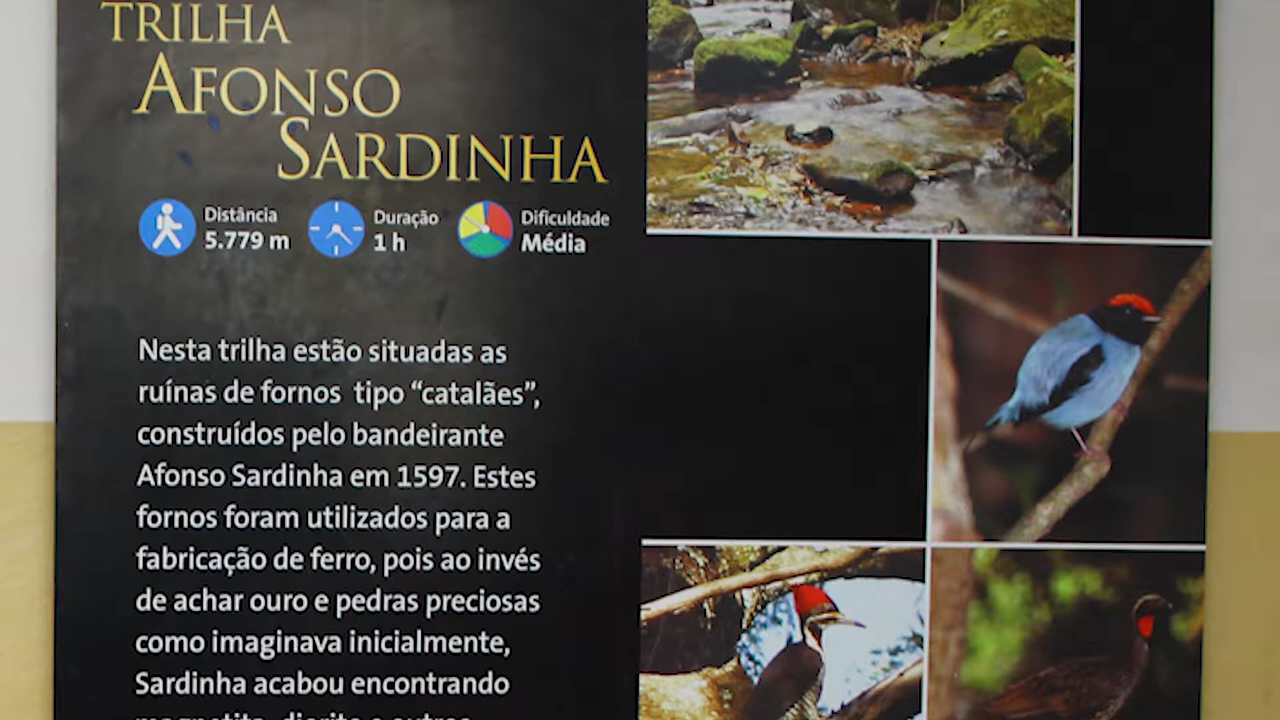 TRILHA
AFONSO
SARDINHA
Distância
5.779 m
Duração
1 h
Dificuldade
Média
Nesta trilha estão situadas as
ruínas de fornos tipo “catalães”,
construídos pelo bandeirante
Afonso Sardinha em 1597. Estes
fornos foram utilizados para a
fabricação de ferro, pois ao invés
de achar ouro e pedras preciosas
como imaginava inicialmente,
Sardinha acabou encontrando